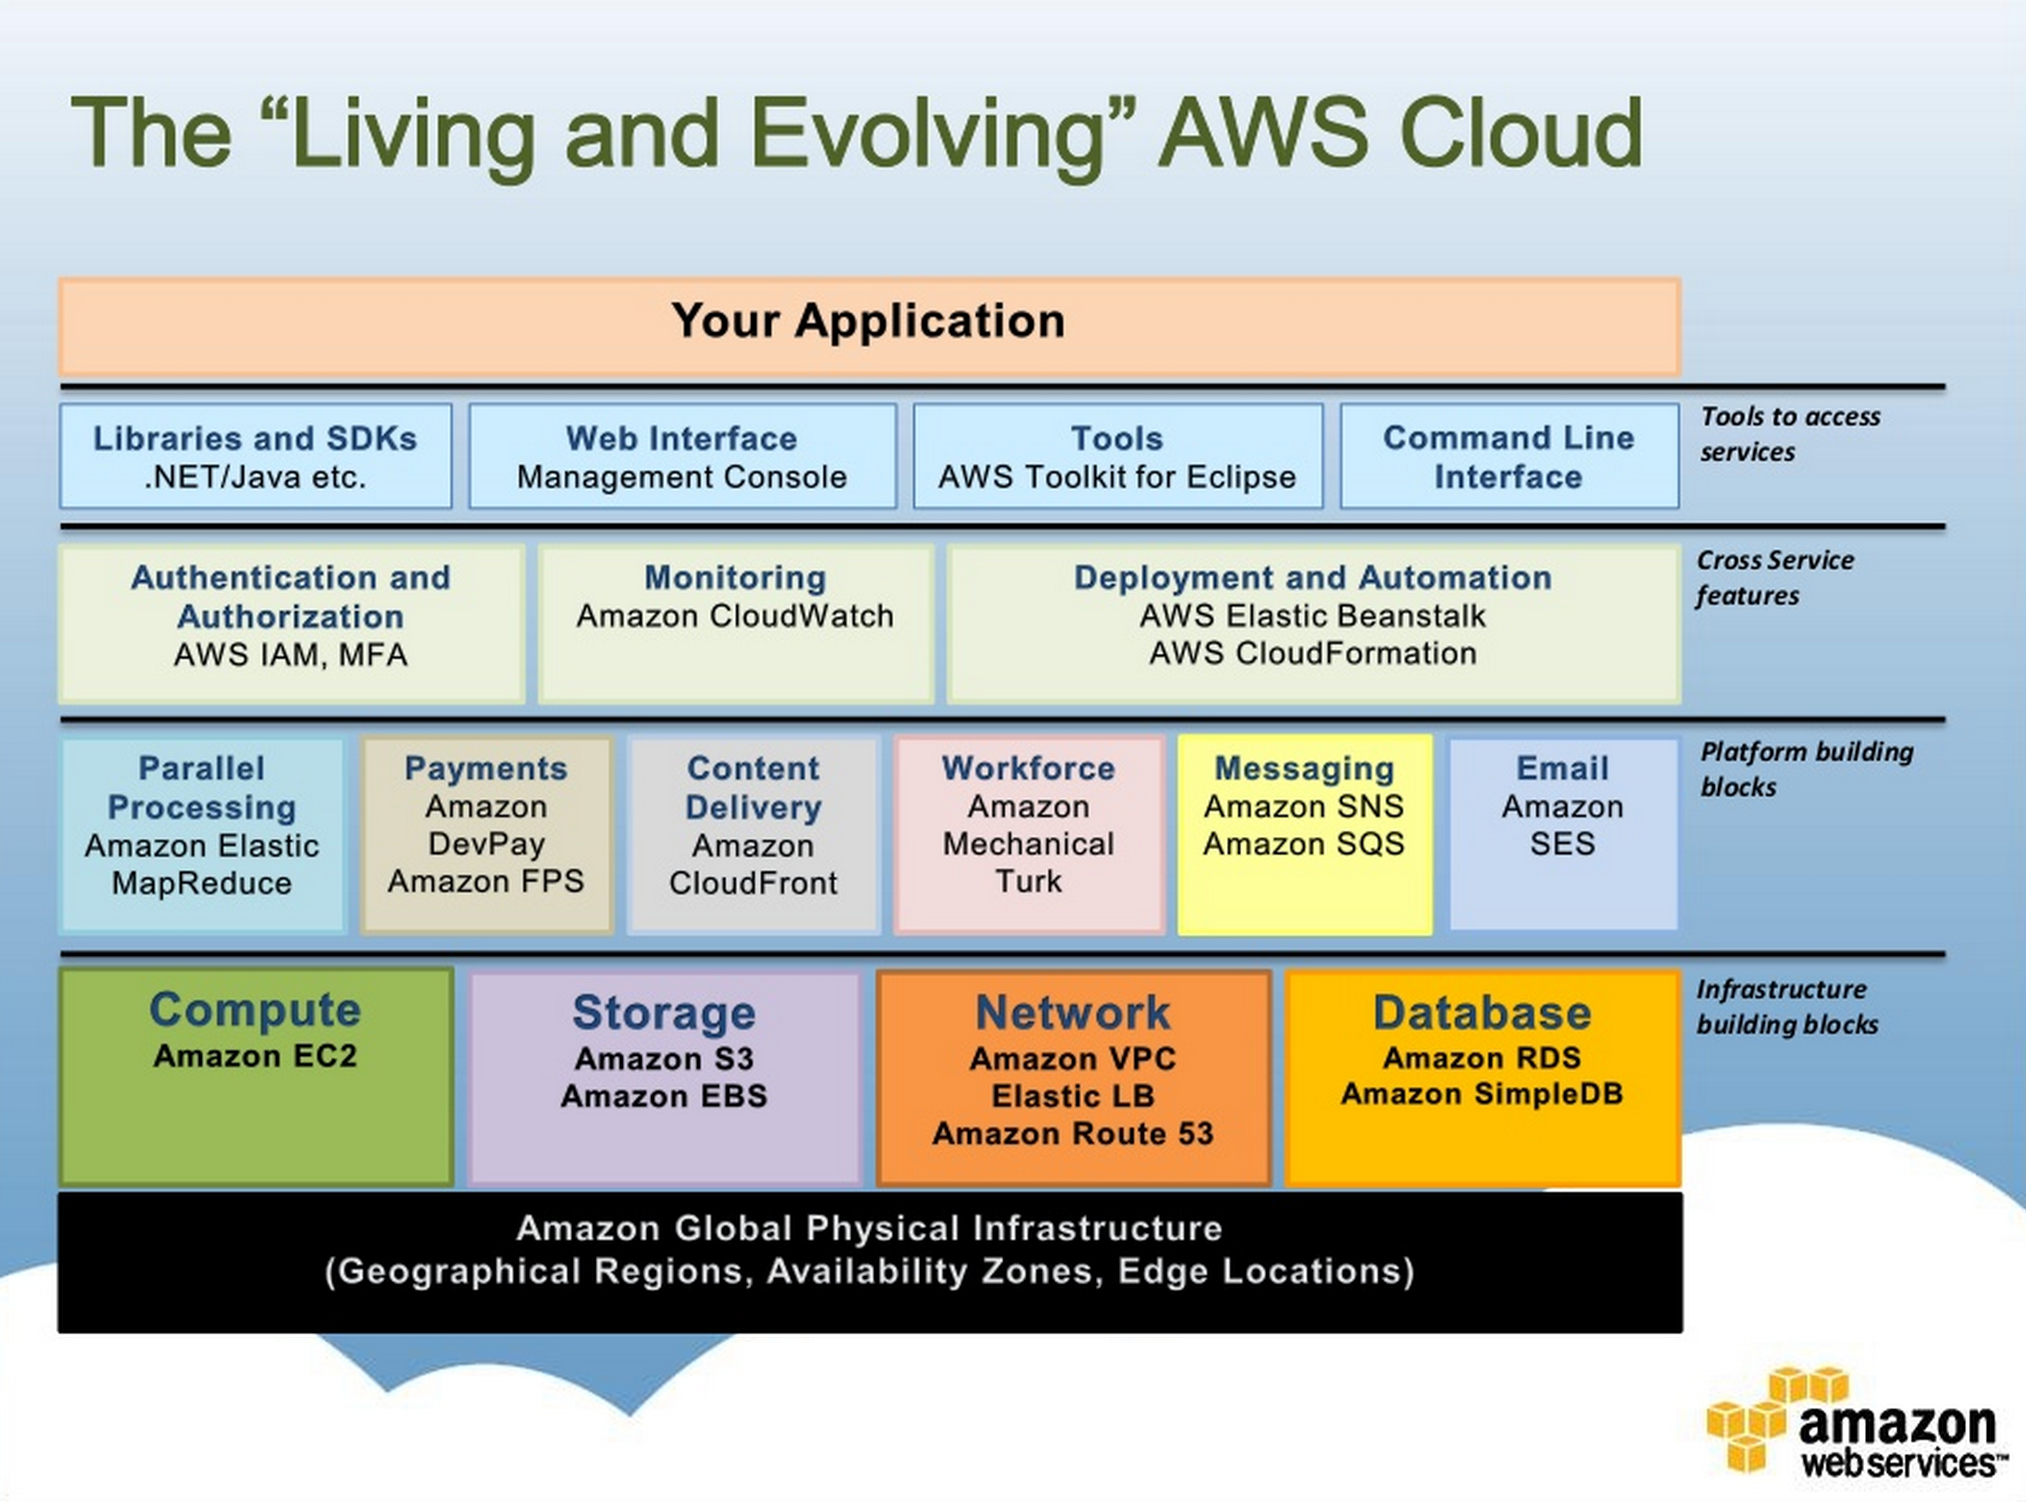 The “Living and Evolving” AWS Cloud
Your Application
Libraries and SDKs
.NET/Java etc.
Web Interface
Management Console
Tools
AWS Toolkit for Eclipse
Command Line
Interface
Tools to access
services
Authentication and
Authorization
AWS IAM, MFA
Monitoring
Amazon CloudWatch
Deployment and Automation
AWS Elastic Beanstalk
AWS CloudFormation
Cross Service
features
Parallel
Processing
Amazon Elastic
MapReduce
Payments
Amazon
DevPay
Amazon FPS
Content
Delivery
Amazon
CloudFront
Workforce
Amazon
Mechanical
Turk
Messaging
Amazon SNS
Amazon SQS
Email
Amazon
SES
Platform building
blocks
Compute
Amazon EC2
Storage
Amazon S3
Amazon EBS
Network
Amazon VPC
Elastic LB
Amazon Route 53
Database
Amazon RDS
Amazon SimpleDB
Infrastructure
building blocks
Amazon Global Physical Infrastructure
(Geographical Regions, Availability Zones, Edge Locations)
amazon
webservices™